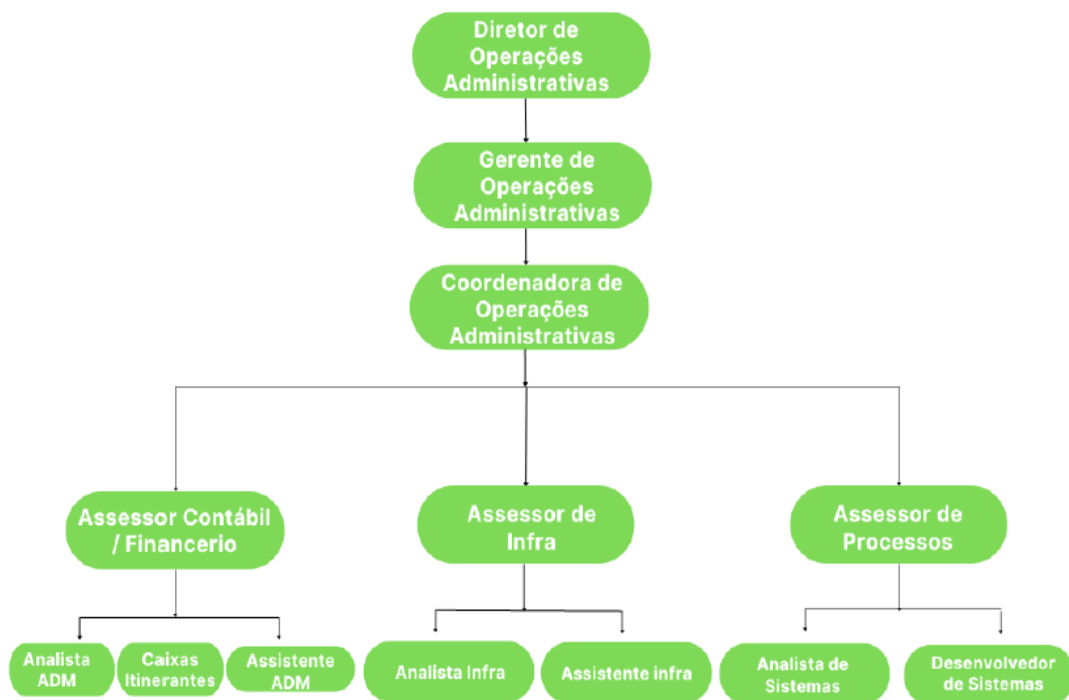 Diretor de
Operações
Administrativas
Gerente de
Operações
Administrativas
Coordenadora de
Operações
Administrativas
Assessor Contábil
/ Financerio
Assessor de
Infra
Assessor de
Processos
Analista
ADM
Caixas
Itinerantes
Assistente
ADM
Analista Infra
Assistente infra
Analista de
Sistemas
Desenvolvedor
de Sistemas